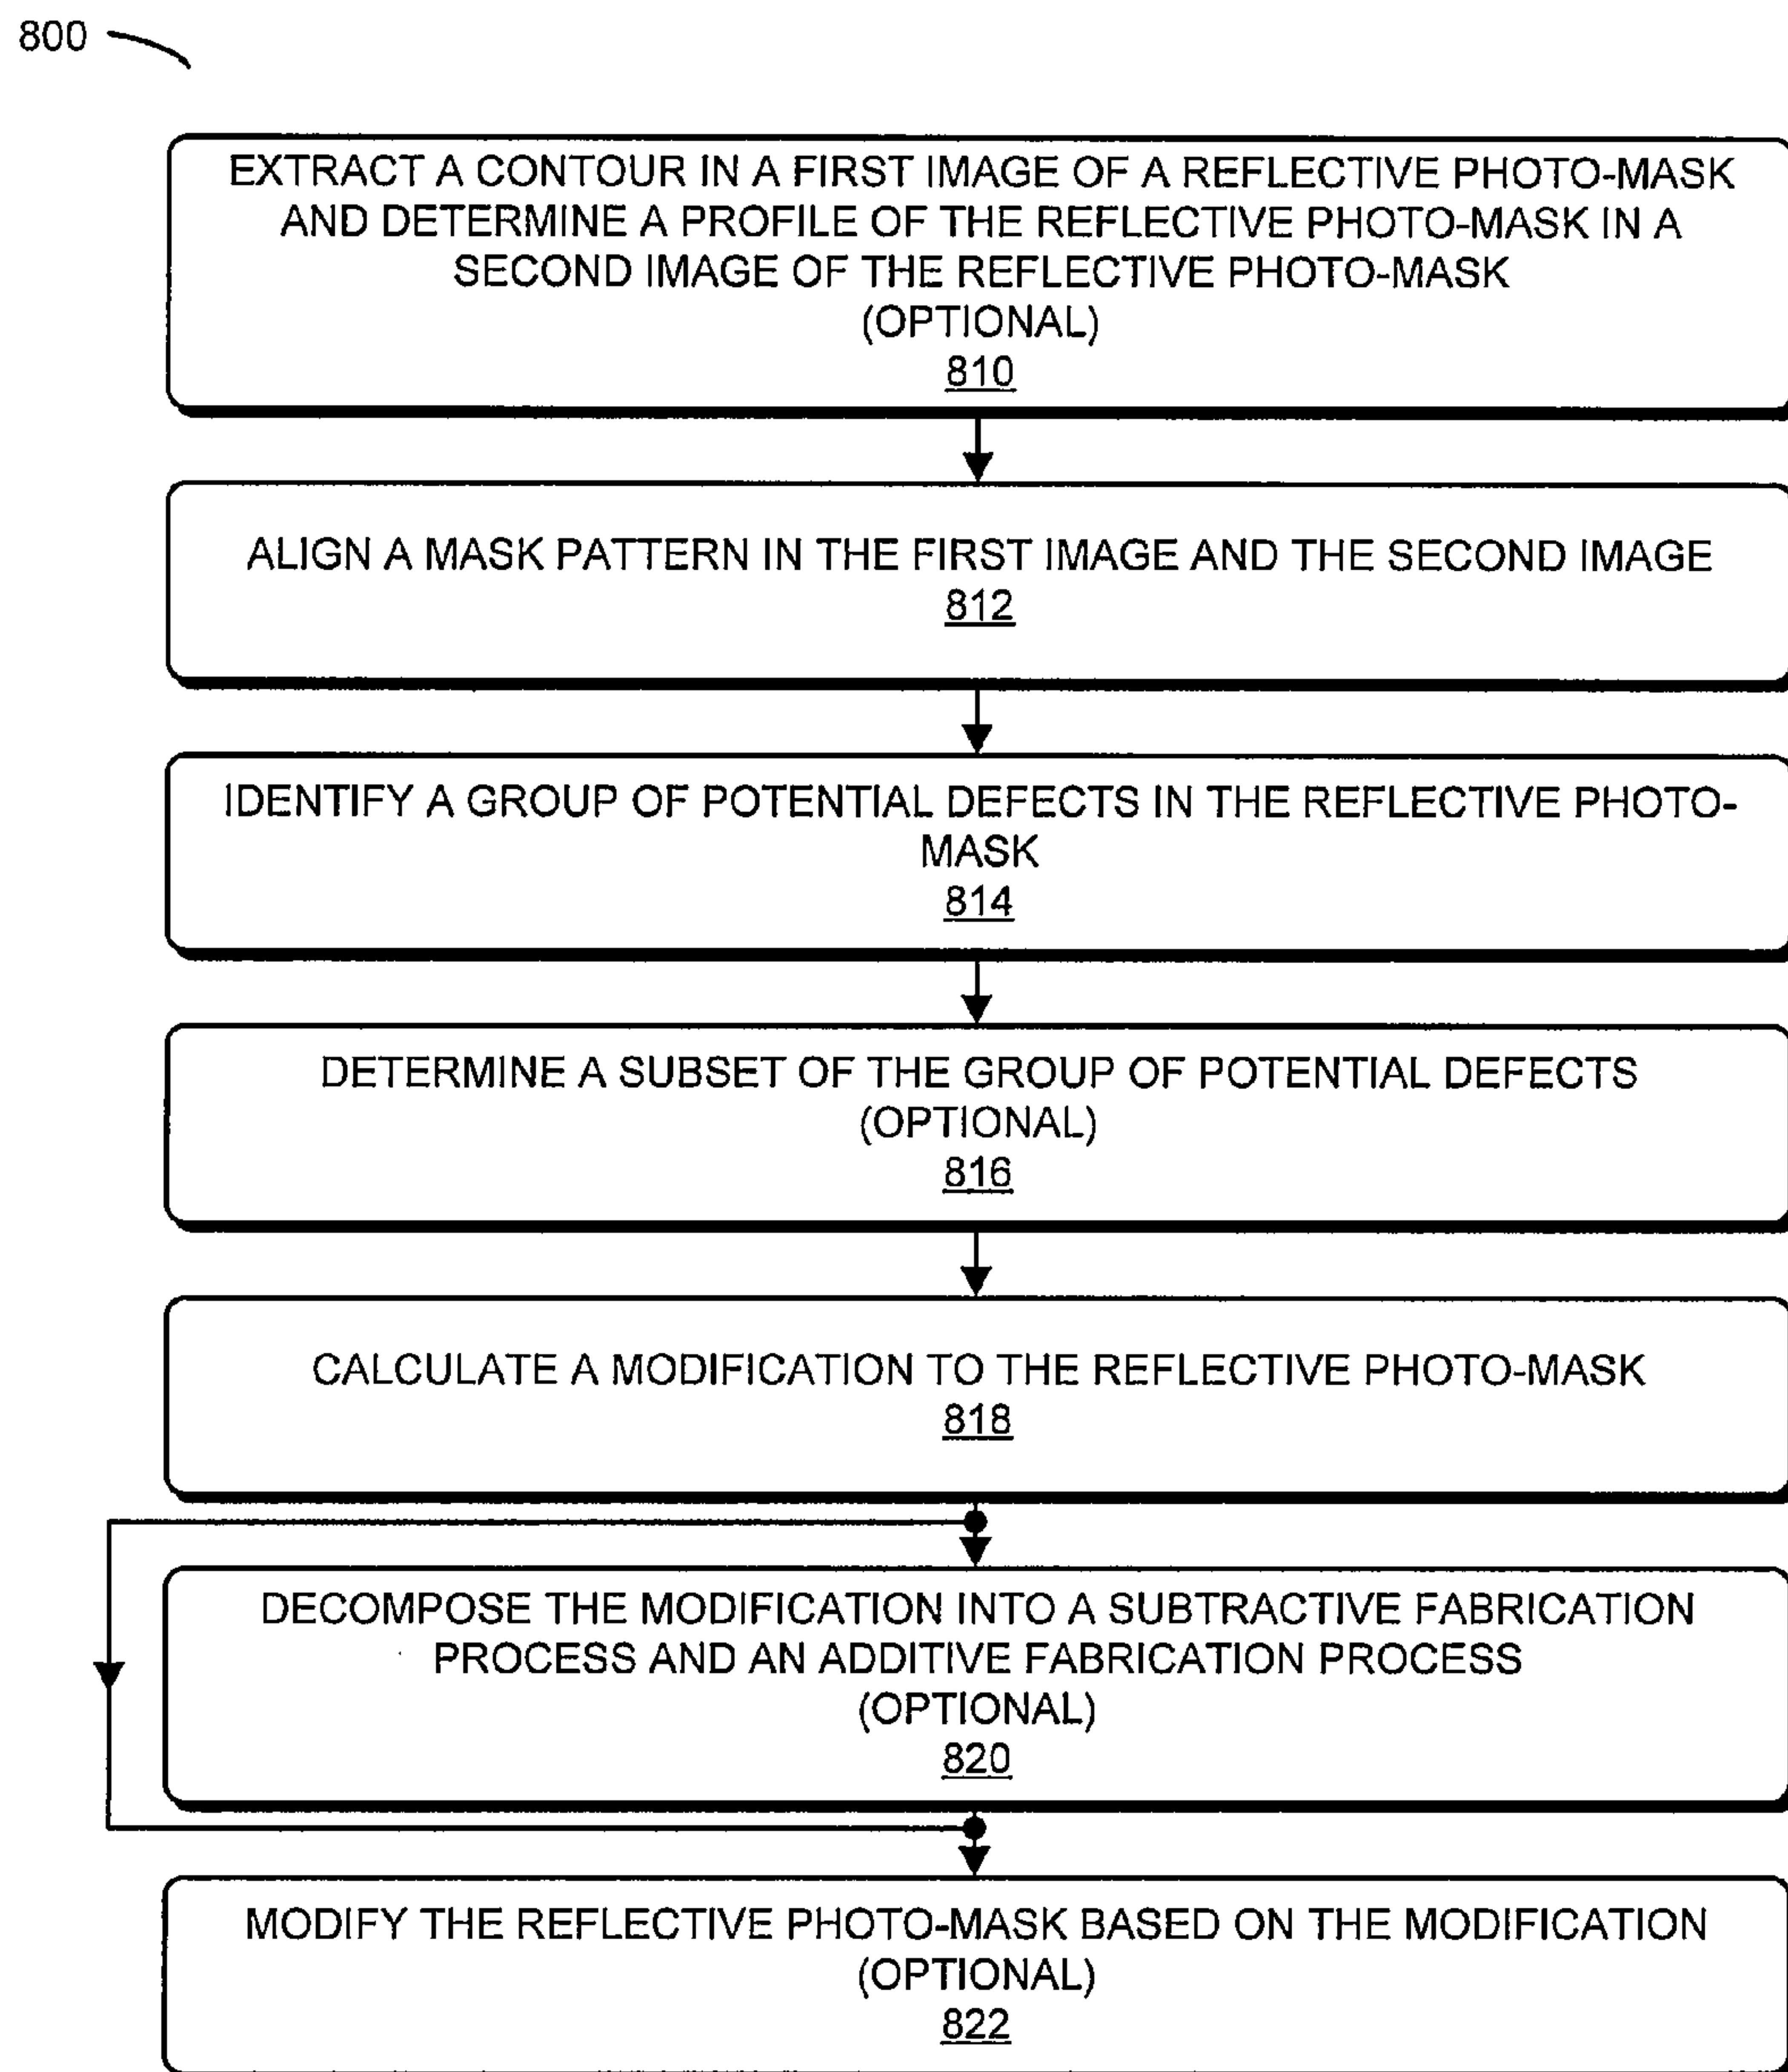 800
EXTRACT A CONTOUR IN A FIRST IMAGE OF A REFLECTIVE PHOTO-MASK
AND DETERMINE A PROFILE OF THE REFLECTIVE PHOTO-MASK IN A
SECOND IMAGE OF THE REFLECTIVE PHOTO-MASK
(OPTIONAL)
810
ALIGN A MASK PATTERN IN THE FIRST IMAGE AND THE SECOND IMAGE
812
IDENTIFY A GROUP OF POTENTIAL DEFECTS IN THE REFLECTIVE PHOTO-
MASK
814
DETERMINE A SUBSET OF THE GROUP OF POTENTIAL DEFECTS
(OPTIONAL)
816
CALCULATE A MODIFICATION TO THE REFLECTIVE PHOTO-MASK
818
DECOMPOSE THE MODIFICATION INTO A SUBTRACTIVE FABRICATION
PROCESS AND AN ADDITIVE FABRICATION PROCESS
(OPTIONAL)
820
MODIFY THE REFLECTIVE PHOTO-MASK BASED ON THE MODIFICATION
(OPTIONAL)
822